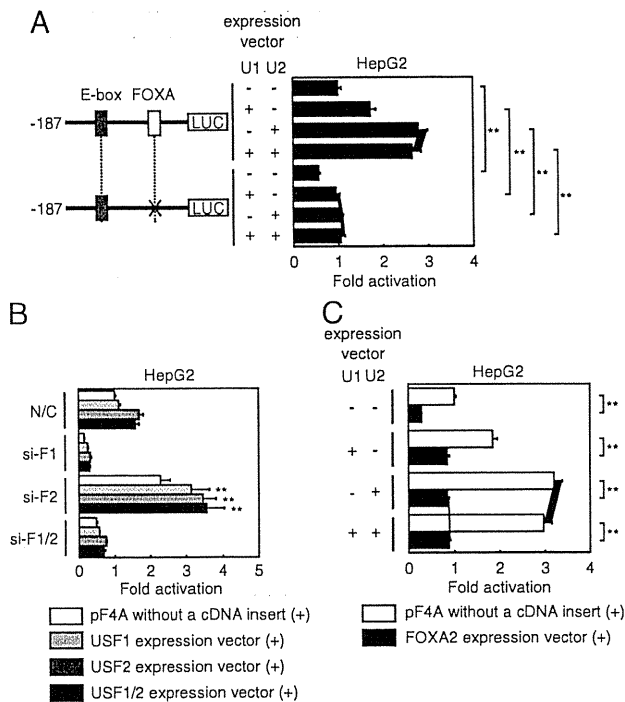 A
expression
vector
U1 U2
HepG2
E-box FOXA
-187 LUC
-187 LUC
- -
+ -
- +
+ +
- -
+ -
- +
+ +
** ** ** **
0 1 2 3 4
Fold activation
B
HepG2
N/C
si-F1
si-F2
si-F1/2
**
**
**
0 1 2 3 4 5
Fold activation
pF4A without a cDNA insert (+)
USF1 expression vector (+)
USF2 expression vector (+)
USF1/2 expression vector (+)
C
expression
vector
U1 U2
HepG2
- - **
+ - **
- + **
+ + **
0 1 2 3 4
Fold activation
pF4A without a cDNA insert (+)
FOXA2 expression vector (+)